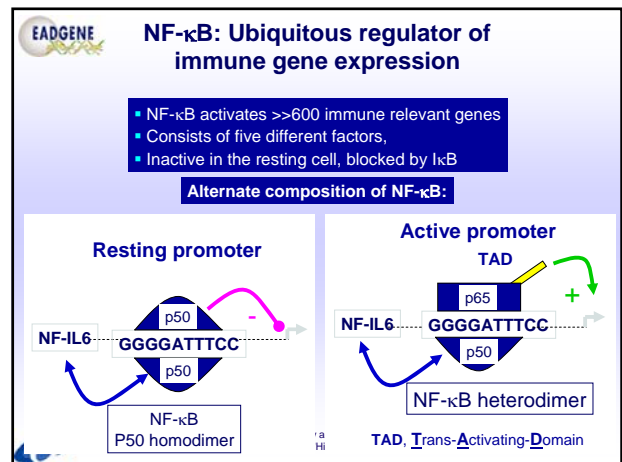 EADGENE
NF-κB: Ubiquitous regulator of
immune gene expression
NF-κB activates >>600 immune relevant genes
Consists of five different factors,
Inactive in the resting cell, blocked by IκB
Alternate composition of NF-κB:
Resting promoter
p50
-
NF-IL6
GGGGATTTCC
p50
NF-κB
P50 homodimer
Active promoter
TAD
p65
+
NF-IL6
GGGGATTTCC
p50
NF-κB heterodimer
TAD, Trans-Activating-Domain